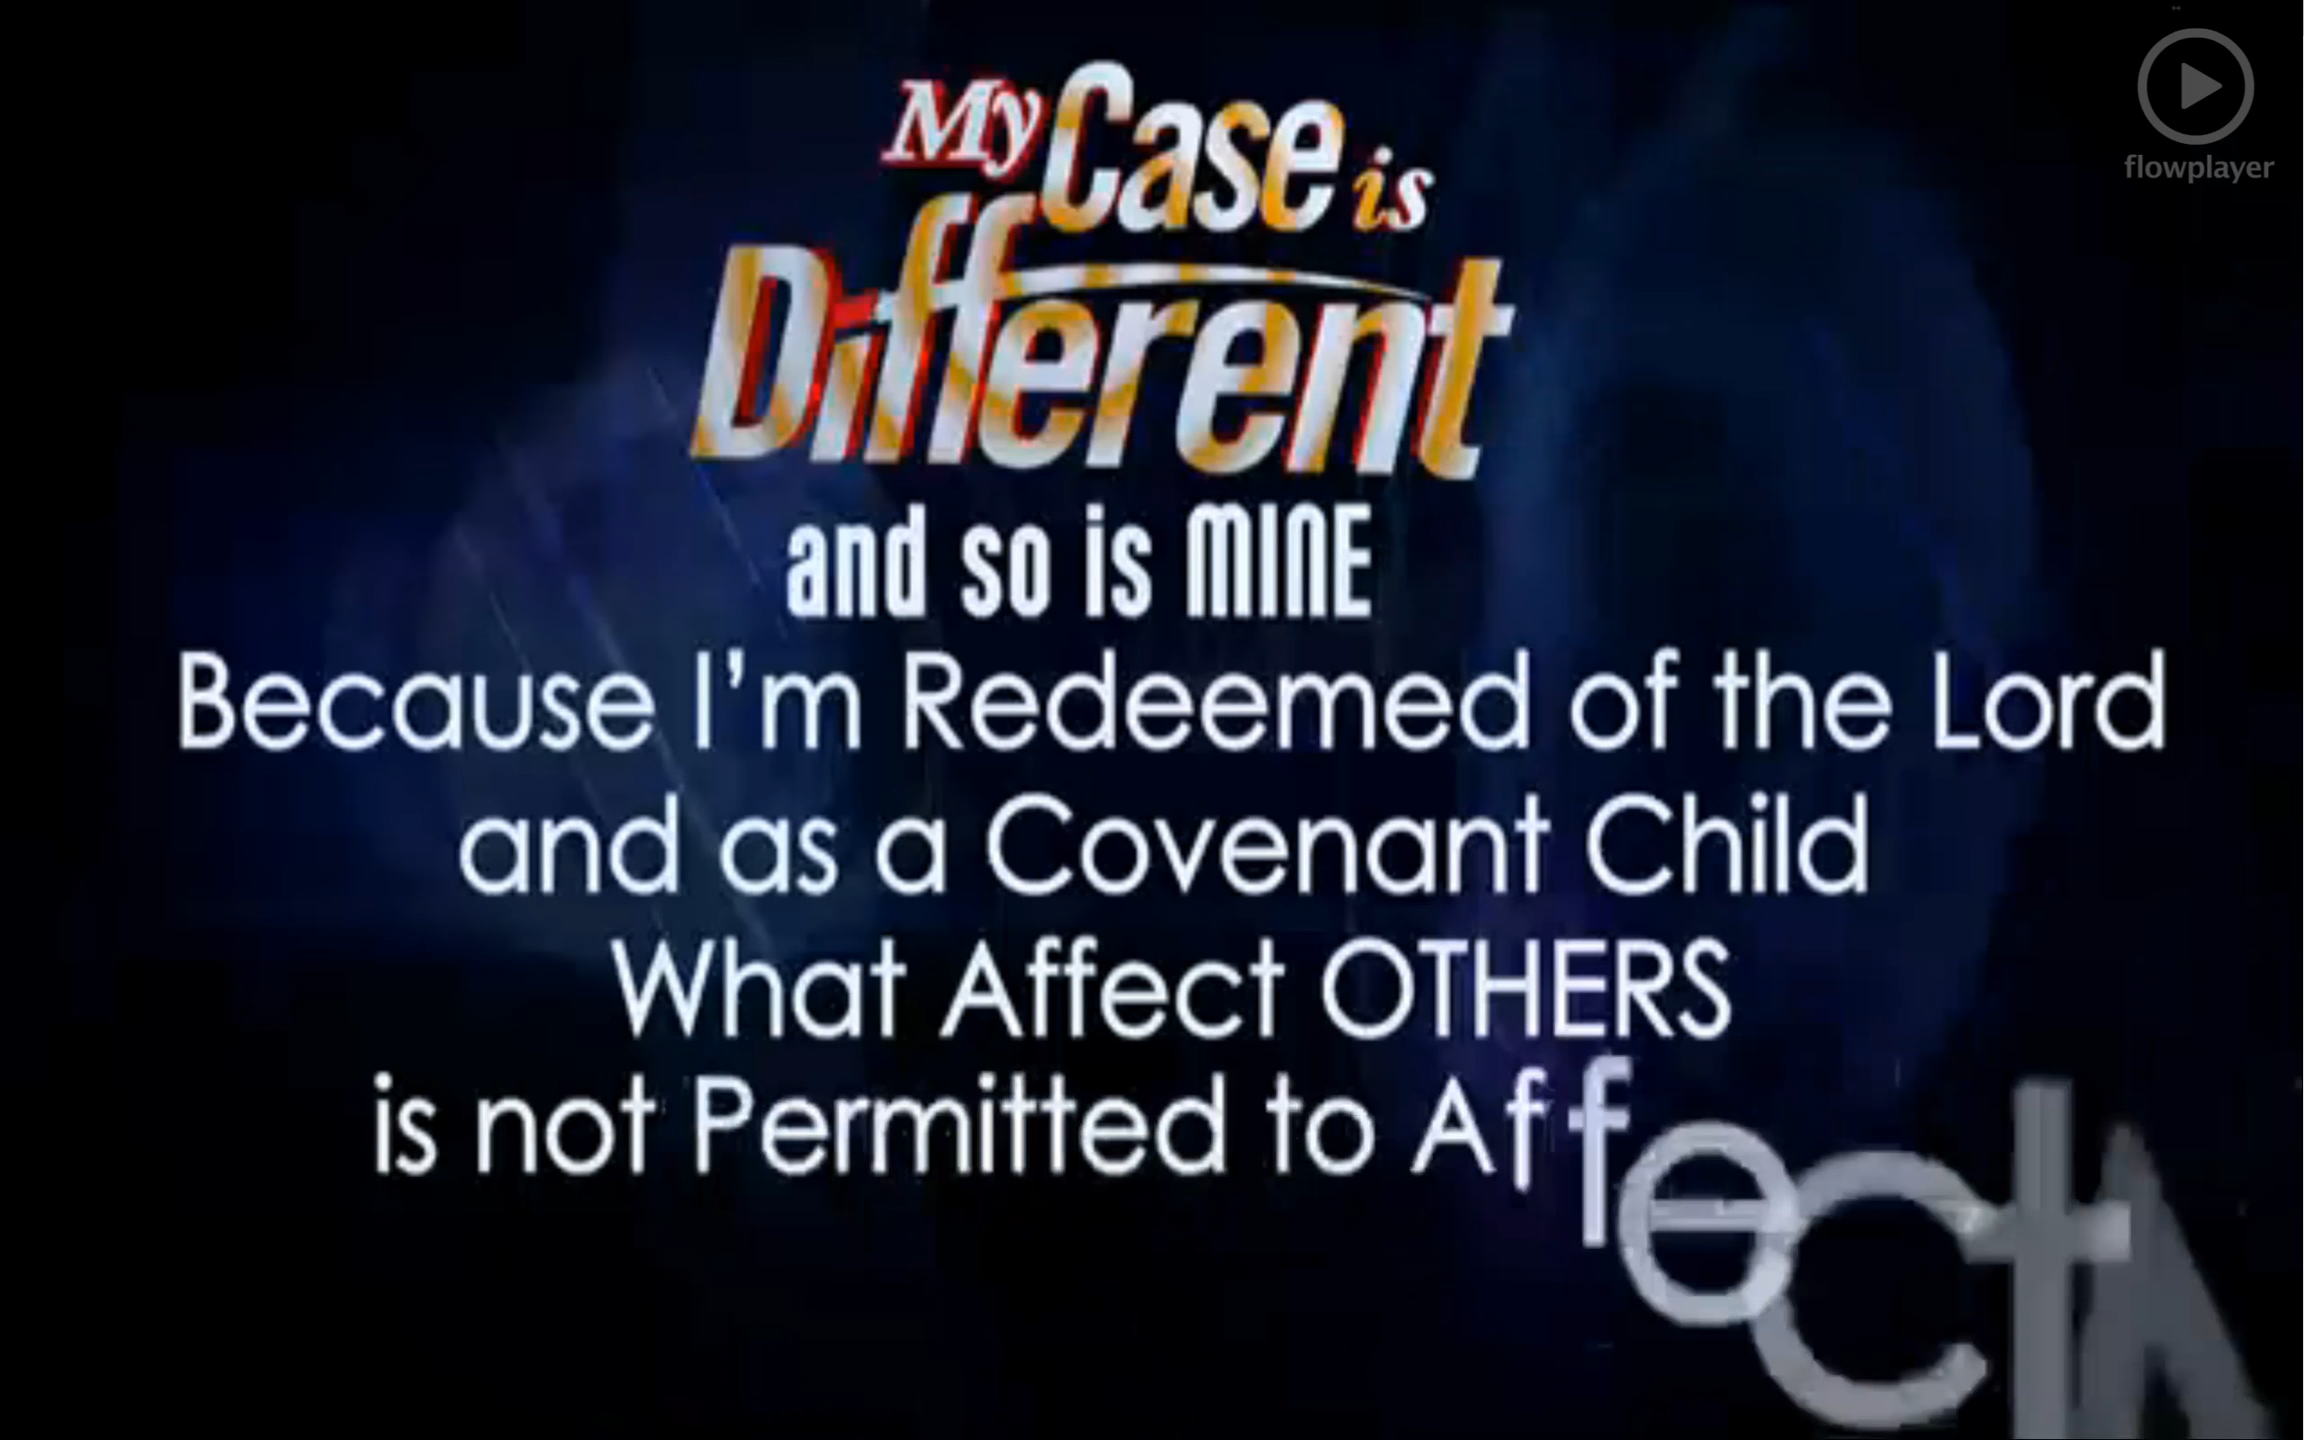 flowplayer
My Case is
Different
and so is MINE
Because I'm Redeemed of the Lord
and as a Covenant Child
What Affect OTHERS
is not Permitted to Affect